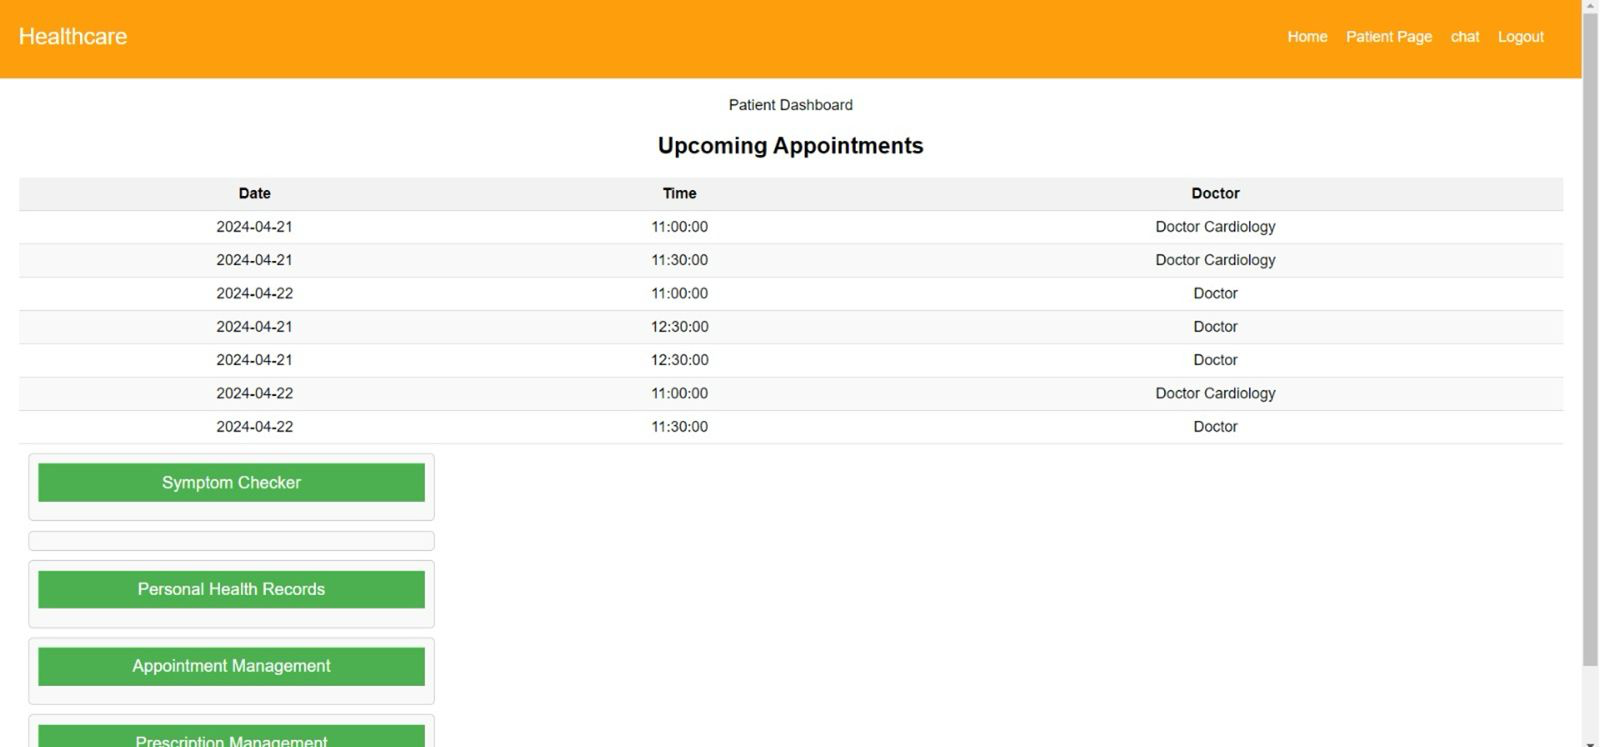 Healthcare
Home Patient Page chat Logout
Patient Dashboard
Upcoming Appointments
Date Time Doctor
2024-04-21 11:00:00 Doctor Cardiology
2024-04-21 11:30:00 Doctor Cardiology
2024-04-22 11:00:00 Doctor
2024-04-21 12:30:00 Doctor
2024-04-21 12:30:00 Doctor
2024-04-22 11:00:00 Doctor Cardiology
2024-04-22 11:30:00 Doctor
Symptom Checker
Personal Health Records
Appointment Management
Prescription Management